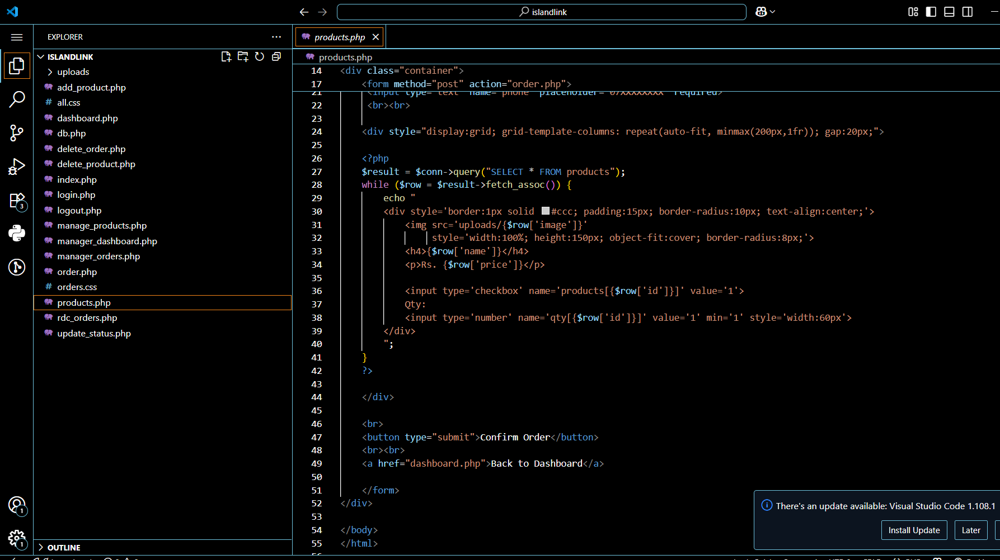 islandlink
EXPLORER
products.php
ISLANDLINK
uploads
add_product.php
all.css
dashboard.php
db.php
delete_order.php
delete_product.php
index.php
login.php
logout.php
manage_products.php
manager_dashboard.php
manager_orders.php
order.php
orders.css
products.php
rdc_orders.php
update_status.php
OUTLINE
3
1
1
products.php
14 <div class="container">
17 <form method="post" action="order.php">
21 <input type="text" name="phone" placeholder="07XXXXXXXX" required>
22 <br><br>
23
24 <div style="display:grid; grid-template-columns: repeat(auto-fit, minmax(200px,1fr)); gap:20px;">
25
26 <?php
27 $result = $conn->query("SELECT * FROM products");
28 while ($row = $result->fetch_assoc()) {
29 echo "
30 <div style='border:1px solid #ccc; padding:15px; border-radius:10px; text-align:center;'>
31 <img src='uploads/{$row['image']}'
32 style='width:100%; height:150px; object-fit:cover; border-radius:8px;'>
33 <h4>{$row['name']}</h4>
34 <p>Rs. {$row['price']}</p>
35
36 <input type='checkbox' name='products[{$row['id']}]' value='1'>
37 Qty:
38 <input type='number' name='qty[{$row['id']}]' value='1' min='1' style='width:60px'>
39 </div>
40 ";
41 }
42 ?>
43
44 </div>
45
46 <br>
47 <button type="submit">Confirm Order</button>
48 <br><br>
49 <a href="dashboard.php">Back to Dashboard</a>
50
51 </form>
52 </div>
53
54 </body>
55 </html>
There's an update available: Visual Studio Code 1.108.1
Install Update
Later